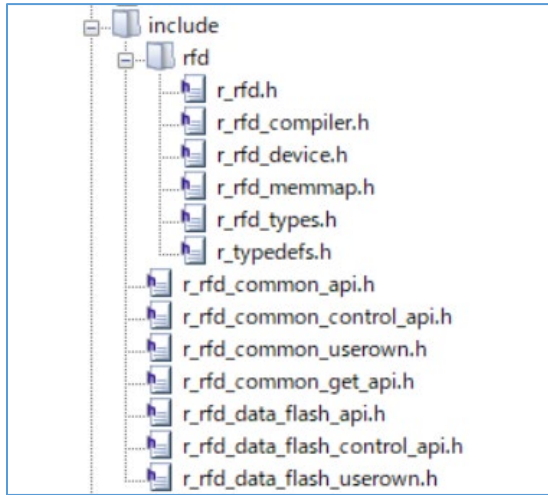 include
rfd
r_rfd.h
r_rfd_compiler.h
r_rfd_device.h
r_rfd_memmap.h
r_rfd_types.h
r_typedefs.h
r_rfd_common_api.h
r_rfd_common_control_api.h
r_rfd_common_userown.h
r_rfd_common_get_api.h
r_rfd_data_flash_api.h
r_rfd_data_flash_control_api.h
r_rfd_data_flash_userown.h